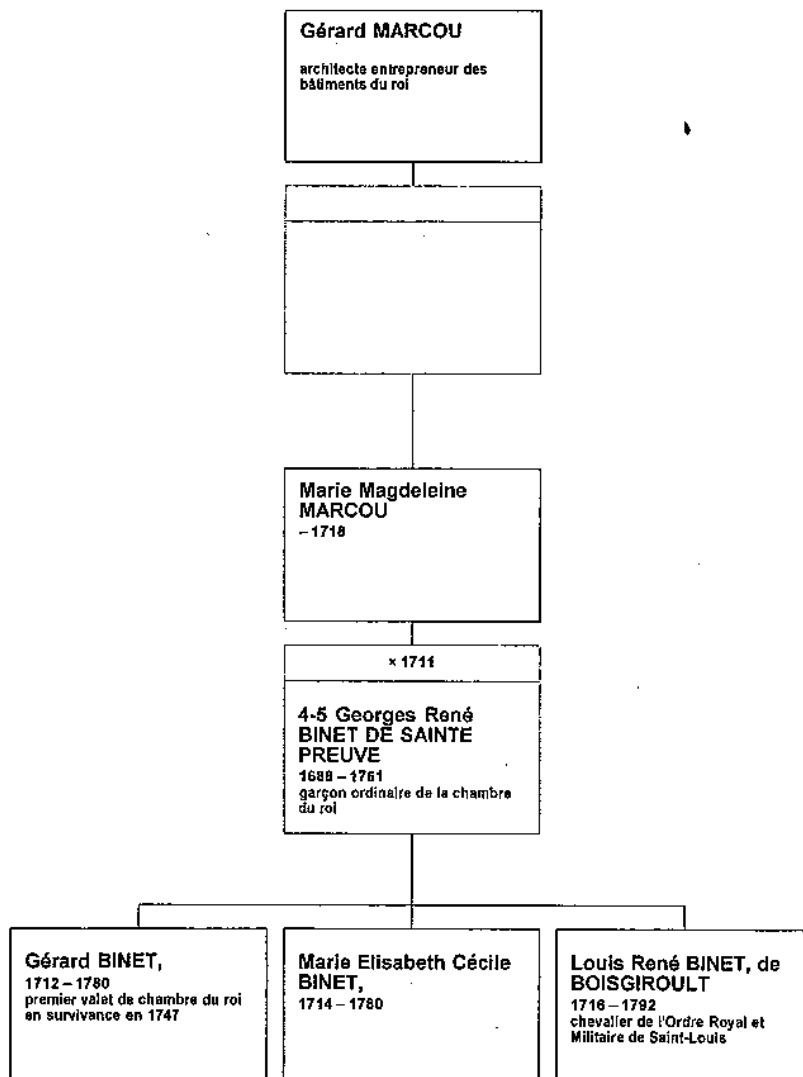 Gérard MARCOU
architecte entrepreneur des
bâtiments du roi
Marie Magdeleine
MARCOU
– 1718
× 1711
4-5 Georges René
BINET DE SAINTE
PREUVE
1688 – 1761
garçon ordinaire de la chambre
du roi
Gérard BINET,
1712 – 1780
premier valet de chambre du roi
en survivance en 1747
Marie Elisabeth Cécile
BINET,
1714 – 1780
Louis René BINET, de
BOISGIROULT
1716 – 1792
chevalier de l'Ordre Royal et
Militaire de Saint-Louis